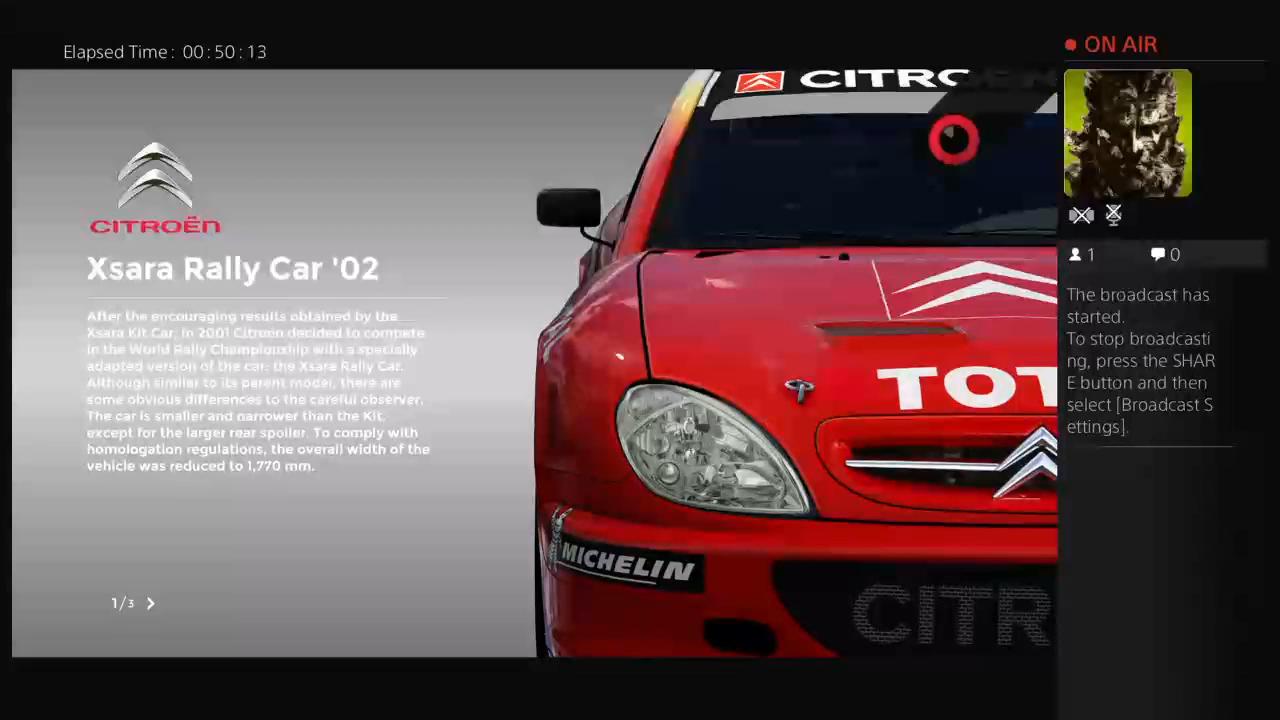 Elapsed Time: 00:50:13
ON AIR
CITROËN
CITROËN
Xsara Rally Car '02
After the encouraging results obtained by the
Xsara Kit Car, in 2001 Citroën decided to compete
in the World Rally Championship with a specially
adapted version of the car: the Xsara Rally Car.
Although similar to its parent model, there are
some obvious differences to the careful observer.
The car is smaller and narrower than the Kit,
except for the larger rear spoiler. To comply with
homologation regulations, the overall width of the
vehicle was reduced to 1,770 mm.
1/3
TOT
MICHELIN
CITR
1
0
The broadcast has
started.
To stop broadcasti
ng, press the SHAR
E button and then
select [Broadcast S
ettings].